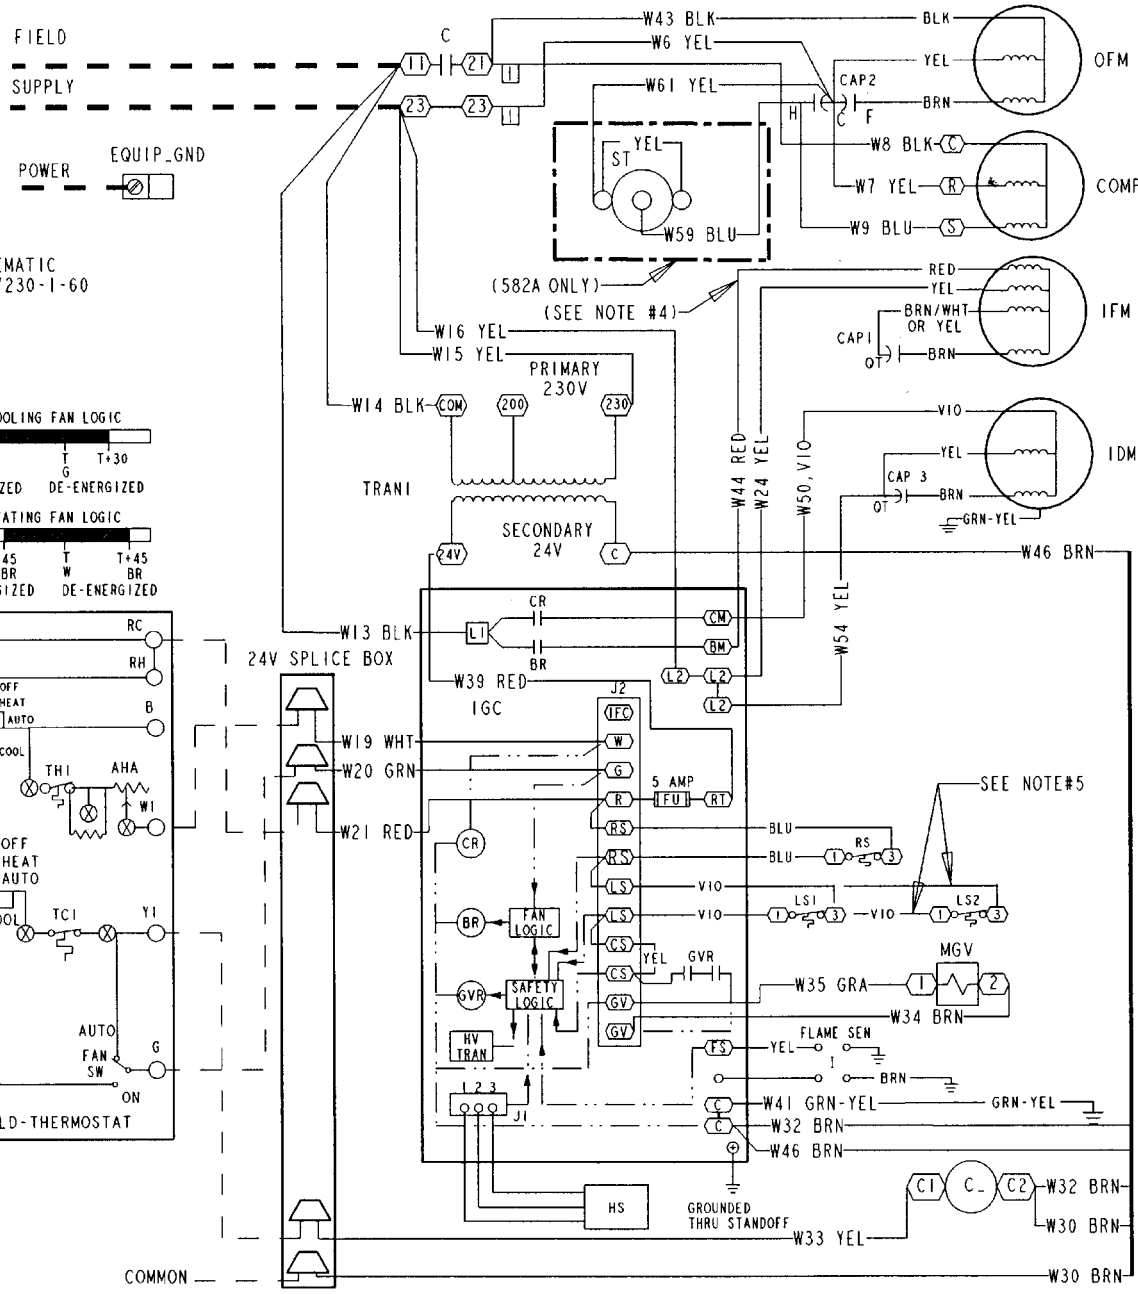 FIELD
SUPPLY
POWER
EQUIP_GND
C
11
21
1
23
23
1
W43 BLK
BLK
W6 YEL
YEL
OFM
W61 YEL
CAP2
BRN
H
C
F
YEL
ST
W59 BLU
W8 BLK
C
W7 YEL
R
W9 BLU
S
(582A ONLY)
(SEE NOTE #4)
RED
YEL
BRN/WHT
OR YEL
IFM
CAP1
QT
BRN
EMATIC
/230-1-60
W16 YEL
W15 YEL
PRIMARY
230V
W14 BLK
COM
200
230
TRAN1
SECONDARY
24V
24V
C
W46 BRN
VIO
YEL
IDM
CAP 3
QT
BRN
GRN-YEL
W44 RED
W24 YEL
W50,VIO
W54 YEL
OOLING FAN LOGIC
T
G
T+30
ZED
DE-ENERGIZED
ATING FAN LOGIC
45
BR
T
W
T+45
BR
GIZED
DE-ENERGIZED
RC
RH
B
OFF
HEAT
AUTO
COOL
TH1
AHA
W1
OFF
HEAT
AUTO
OOL
TC1
Y1
AUTO
FAN
SW
G
ON
LD-THERMOSTAT
COMMON
24V SPLICE BOX
W13 BLK
L1
CR
BR
CM
BM
L2
L2
L2
W39 RED
IGC
J2
IFC
W19 WHT
W
W20 GRN
G
W21 RED
R
5 AMP
FU
RT
RS
RS
LS
LS
CS
CS
GV
GV
CR
BR
FAN
LOGIC
GVR
SAFETY
LOGIC
HV
TRAN
YEL
GVR
1 2 3
J1
FS
C
C
HS
GROUNDED
THRU STANDOFF
SEE NOTE#5
BLU
BLU
1
RS
3
VIO
VIO
1
LS1
3
VIO
1
LS2
3
MGV
W35 GRA
1
2
W34 BRN
FLAME SEN
YEL
I
BRN
W41 GRN-YEL
GRN-YEL
W32 BRN
W46 BRN
C1
C_
C2
W32 BRN
W30 BRN
W33 YEL
W30 BRN